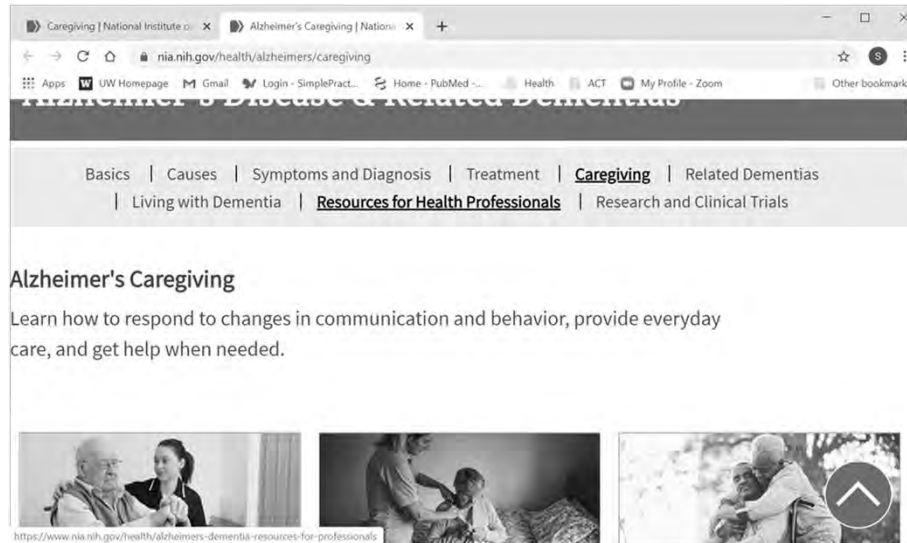 Caregiving | National Institute o
Alzheimer's Caregiving | Nationa
nia.nih.gov/health/alzheimers/caregiving
S
Apps
W UW Homepage
M Gmail
Login - SimplePract...
Home - PubMed -...
Health
ACT
My Profile - Zoom
Other bookmark
Alzheimer's Disease & Related Dementias
Basics | Causes | Symptoms and Diagnosis | Treatment | Caregiving | Related Dementias
| Living with Dementia | Resources for Health Professionals | Research and Clinical Trials
Alzheimer's Caregiving
Learn how to respond to changes in communication and behavior, provide everyday
care, and get help when needed.
https://www.nia.nih.gov/health/alzheimers-dementia-resources-for-professionals